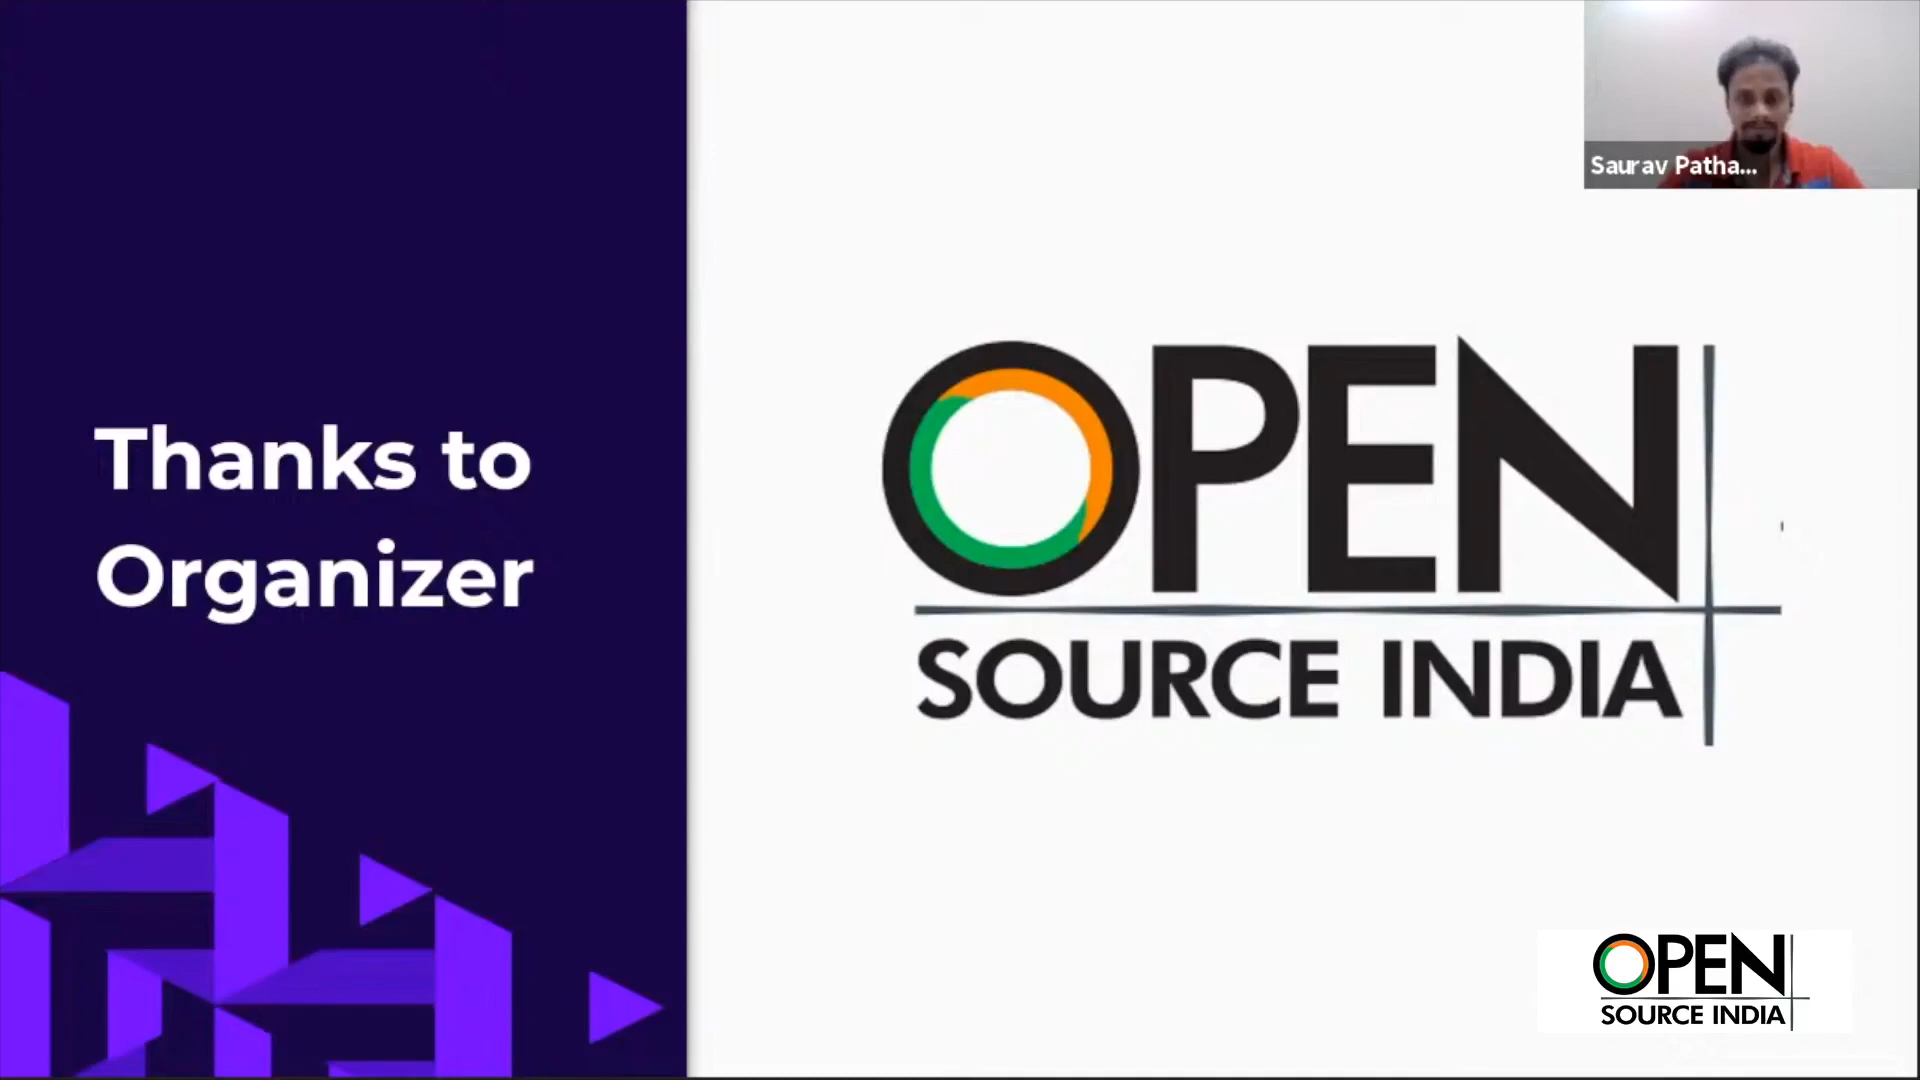 Saurav Patha...
Thanks to
Organizer
OPEN
SOURCE INDIA
OPEN
SOURCE INDIA